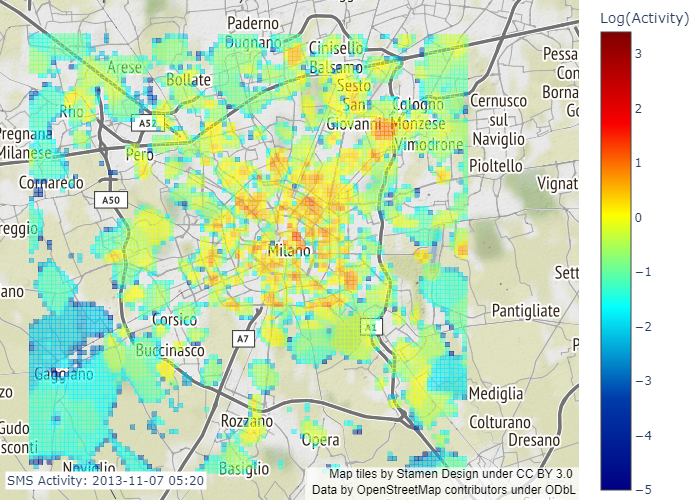 Paderno
Dugnano
Cinisello
Balsamo
Log(Activity)
Arese
Bollate
Sesto
San
Giovanni
Cologno
Monzese
Cernusco
sul
Naviglio
Pessa
Con
Borna
Go
Rho
A52
Pregnana
Milanese
Pero
Vimodrone
Pioltello
Cornaredo
A50
Vignat
reggio
Milano
Sett
ano
Pantigliate
Corsico
A7
A1
Buccinasco
P
Gaggiano
zo
Mediglia
Gudo
sconti
Rozzano
Opera
Colturano
Dresano
Noviglio
Basiglio
3
2
1
0
−1
−2
−3
−4
−5
SMS Activity: 2013-11-07 05:20
Map tiles by Stamen Design under CC BY 3.0
Data by OpenStreetMap contributors under ODbL